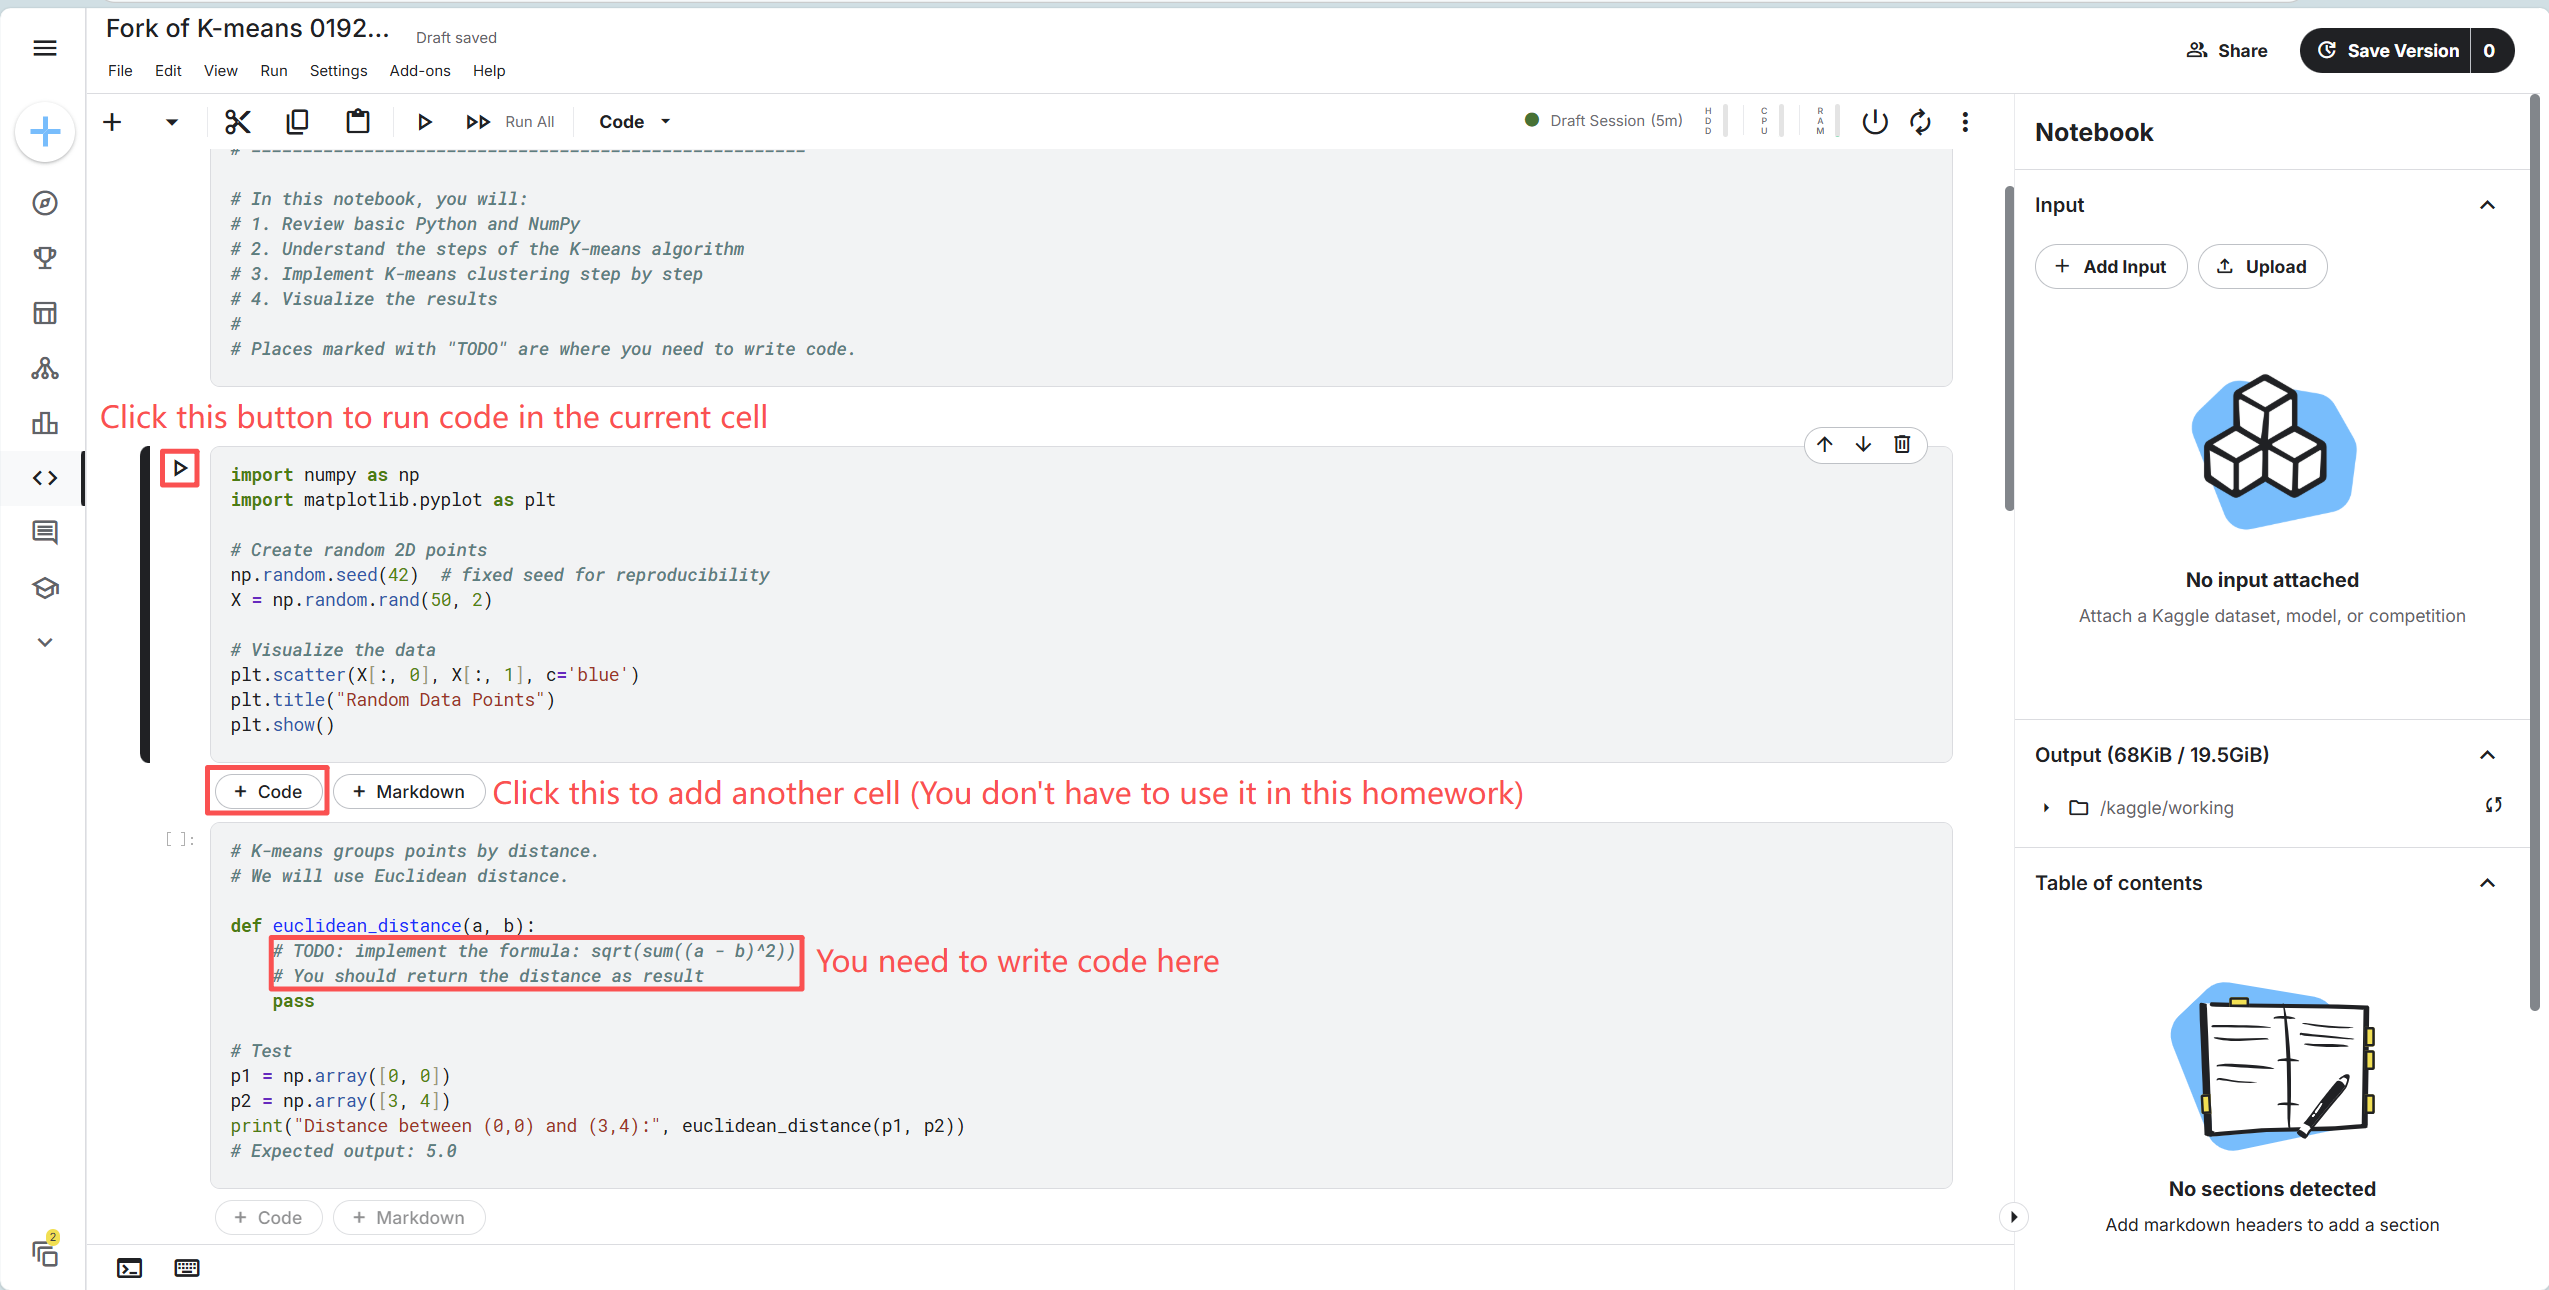 Fork of K-means 0192... Draft saved
File Edit View Run Settings Add-ons Help
Share
Save Version 0
Run All Code
Draft Session (5m) HDD CPU RAM
# ------------------------------------------------------
# In this notebook, you will:
# 1. Review basic Python and NumPy
# 2. Understand the steps of the K-means algorithm
# 3. Implement K-means clustering step by step
# 4. Visualize the results
#
# Places marked with "TODO" are where you need to write code.
Click this button to run code in the current cell
import numpy as np
import matplotlib.pyplot as plt
# Create random 2D points
np.random.seed(42)  # fixed seed for reproducibility
X = np.random.rand(50, 2)
# Visualize the data
plt.scatter(X[:, 0], X[:, 1], c='blue')
plt.title("Random Data Points")
plt.show()
+ Code + Markdown Click this to add another cell (You don't have to use it in this homework)
[ ]:
# K-means groups points by distance.
# We will use Euclidean distance.
def euclidean_distance(a, b):
# TODO: implement the formula: sqrt(sum((a - b)^2))
# You should return the distance as result
You need to write code here
pass
# Test
p1 = np.array([0, 0])
p2 = np.array([3, 4])
print("Distance between (0,0) and (3,4):", euclidean_distance(p1, p2))
# Expected output: 5.0
+ Code + Markdown
2
Notebook
Input
+ Add Input
Upload
No input attached
Attach a Kaggle dataset, model, or competition
Output (68KiB / 19.5GiB)
/kaggle/working
Table of contents
No sections detected
Add markdown headers to add a section